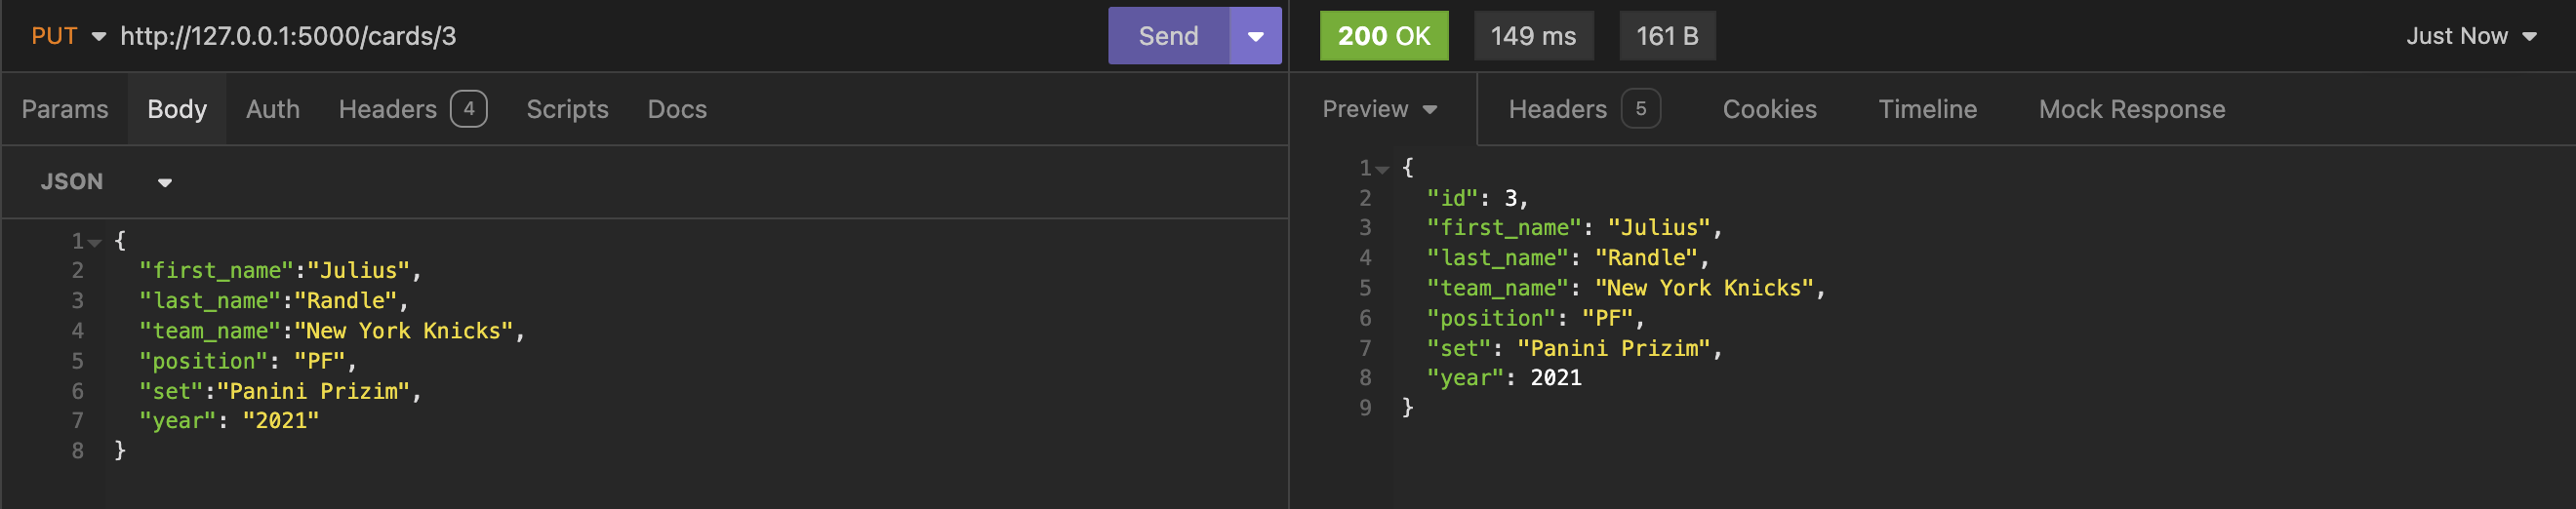 PUT http://127.0.0.1:5000/cards/3 Send
Params Body Auth Headers 4 Scripts Docs
JSON
1 {
2 "first_name":"Julius",
3 "last_name":"Randle",
4 "team_name":"New York Knicks",
5 "position": "PF",
6 "set":"Panini Prizim",
7 "year": "2021"
8 }
200 OK 149 ms 161 B Just Now
Preview Headers 5 Cookies Timeline Mock Response
1 {
2 "id": 3,
3 "first_name": "Julius",
4 "last_name": "Randle",
5 "team_name": "New York Knicks",
6 "position": "PF",
7 "set": "Panini Prizim",
8 "year": 2021
9 }